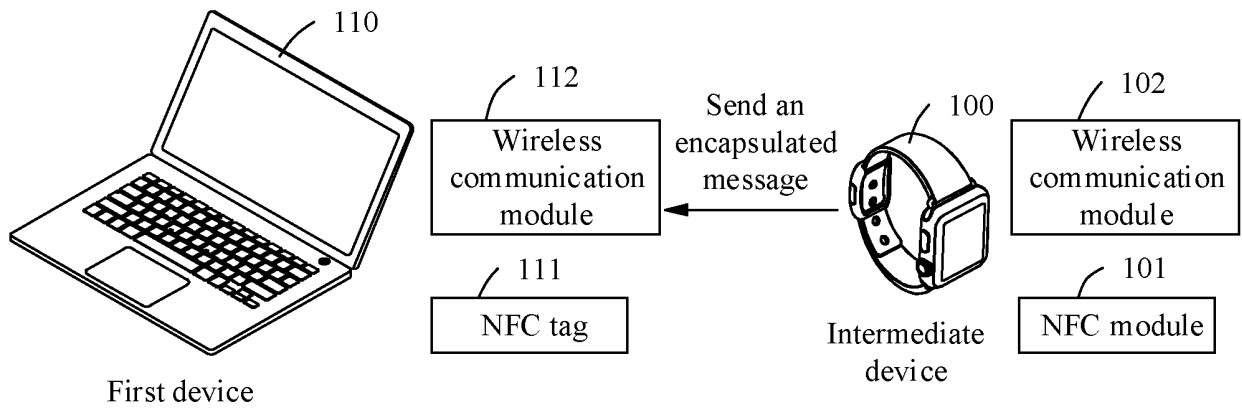 110
112
Wireless
communication
module
111
NFC tag
First device
Send an
encapsulated
message
100
Intermediate
device
102
Wireless
communication
module
101
NFC module